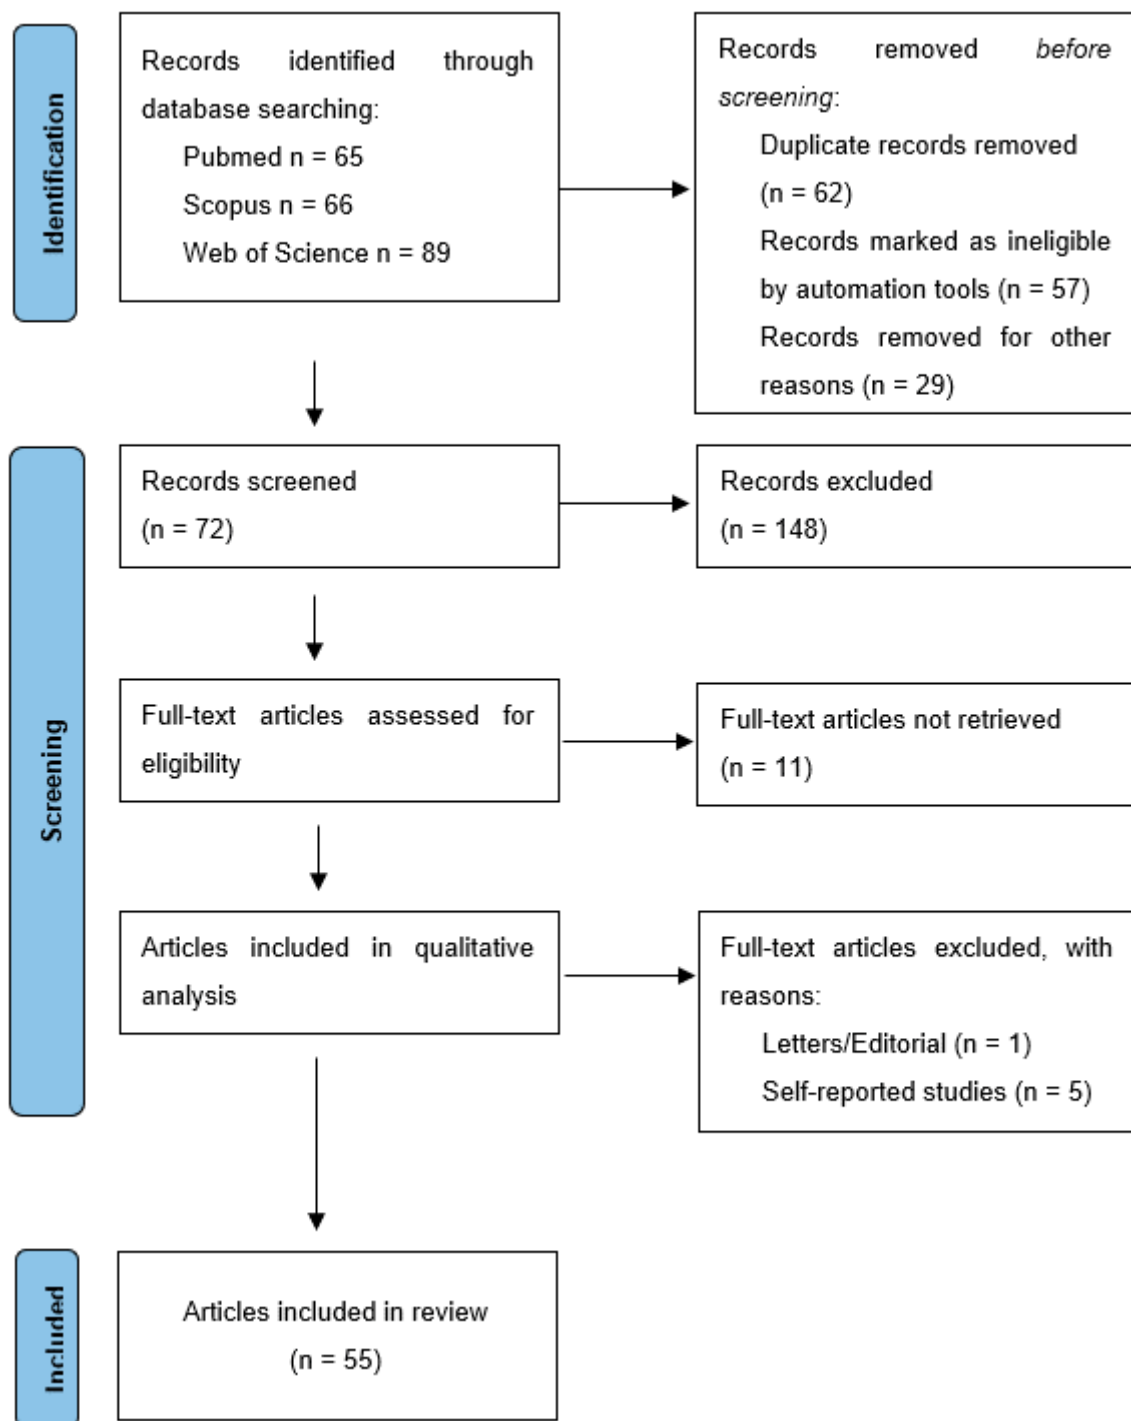 Identification
Records identified through
database searching:
Pubmed n = 65
Scopus n = 66
Web of Science n = 89
Records removed before
screening:
Duplicate records removed
(n = 62)
Records marked as ineligible
by automation tools (n = 57)
Records removed for other
reasons (n = 29)
Screening
Records screened
(n = 72)
Records excluded
(n = 148)
Full-text articles assessed for
eligibility
Full-text articles not retrieved
(n = 11)
Articles included in qualitative
analysis
Full-text articles excluded, with
reasons:
Letters/Editorial (n = 1)
Self-reported studies (n = 5)
Included
Articles included in review
(n = 55)